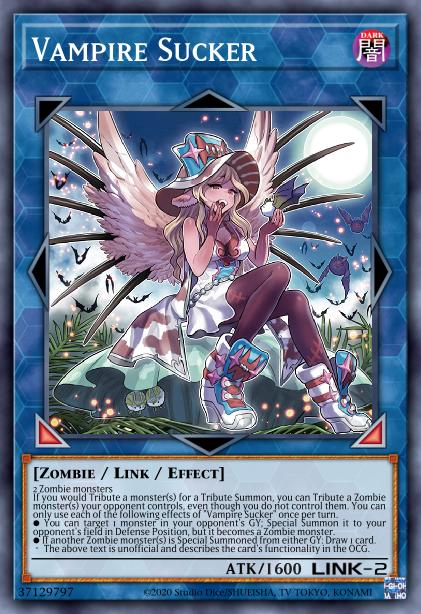 Vampire Sucker
DARK
闇
[Zombie / Link / Effect]
2 Zombie monsters
If you would Tribute a monster(s) for a Tribute Summon, you can Tribute a Zombie
monster(s) your opponent controls, even though you do not control them. You can
only use each of the following effects of "Vampire Sucker" once per turn.
● You can target 1 monster in your opponent's GY; Special Summon it to your
opponent's field in Defense Position, but it becomes a Zombie monster.
● If another Zombie monster(s) is Special Summoned from either GY: Draw 1 card.
- The above text is unofficial and describes the card's functionality in the OCG.
ATK/1600 LINK-2
37129797 ©2020 Studio Dice/SHUEISHA, TV TOKYO, KONAMI